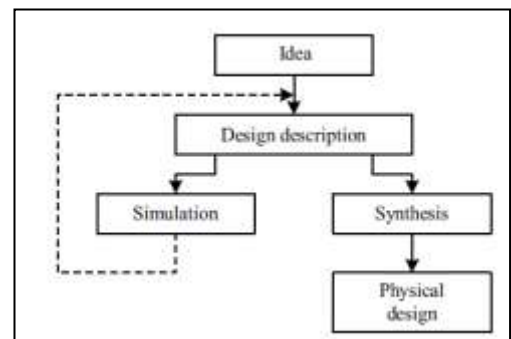 Idea
Design description
Simulation
Synthesis
Physical
design